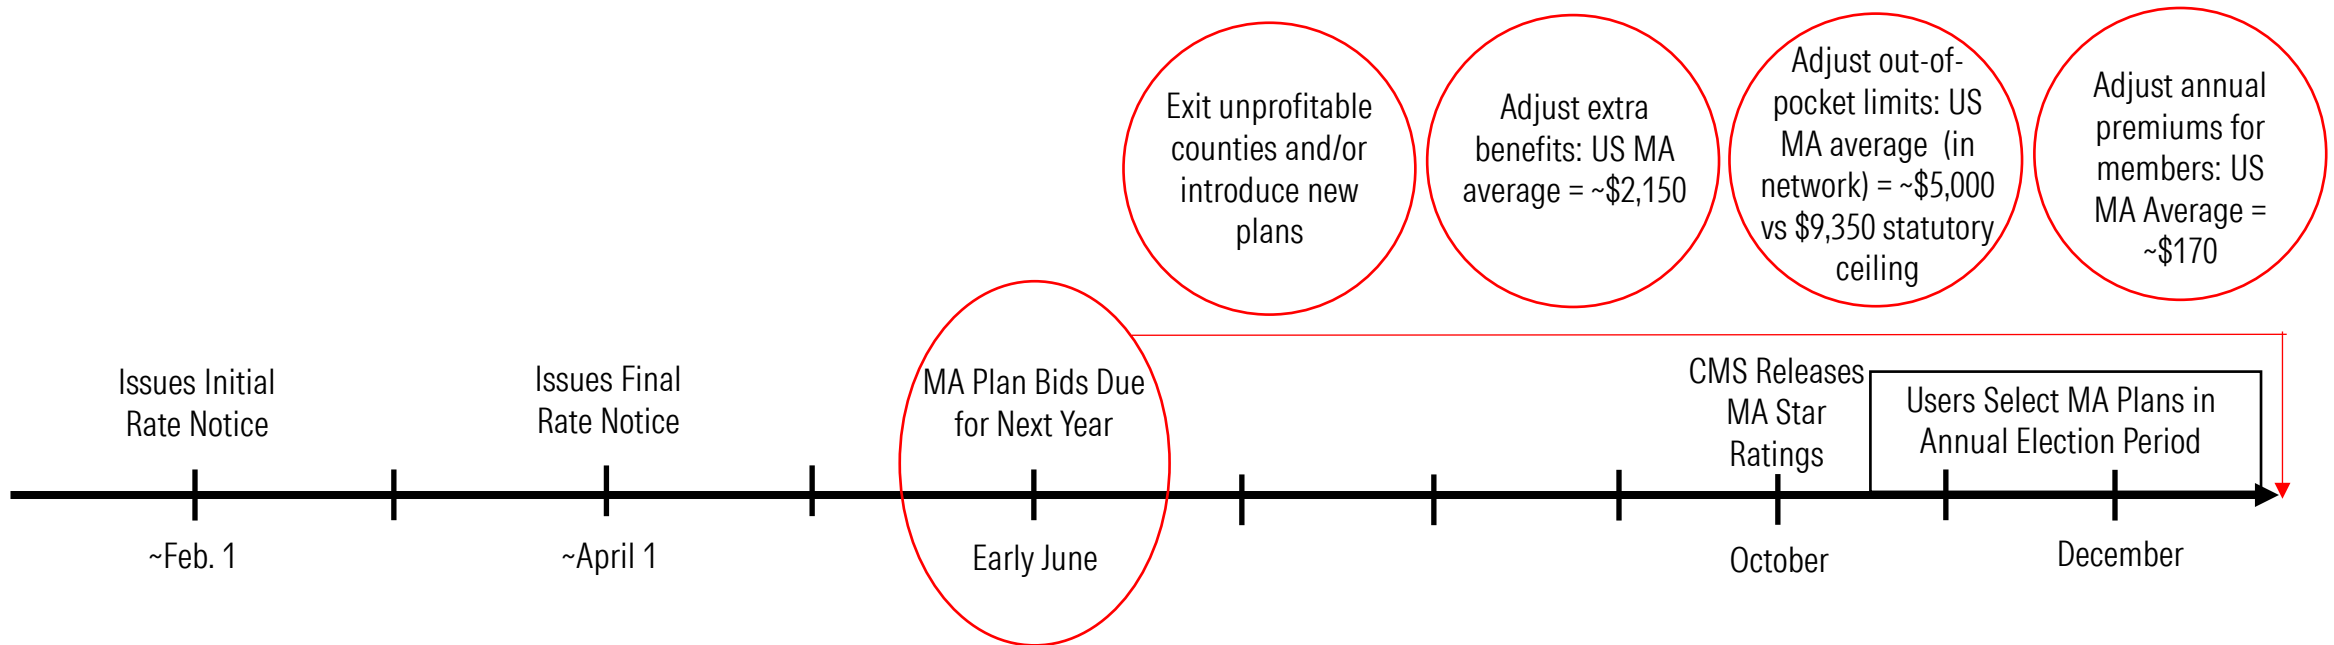 Exit unprofitable
counties and/or
introduce new
plans
Adjust extra
benefits: US MA
average = ~$2,150
Adjust out-of-
pocket limits: US
MA average (in
network) = ~$5,000
vs $9,350 statutory
ceiling
Adjust annual
premiums for
members: US
MA Average =
~$170
Issues Initial
Rate Notice
Issues Final
Rate Notice
MA Plan Bids Due
for Next Year
CMS Releases
MA Star
Ratings
Users Select MA Plans in
Annual Election Period
~Feb. 1
~April 1
Early June
October
December